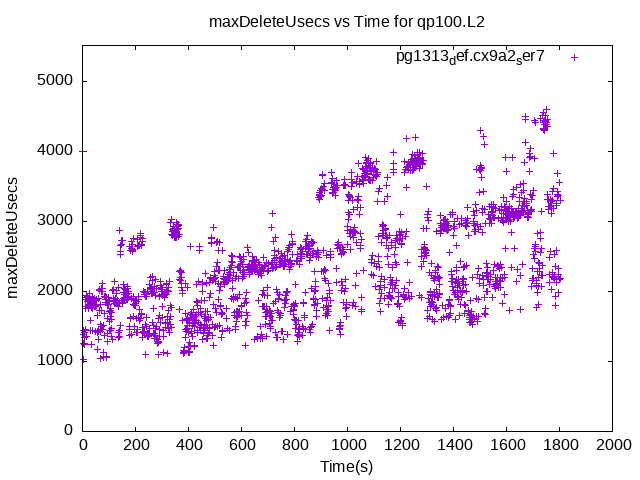 maxDeleteUsecs vs Time for qp100.L2
pg1313def.cx9a2ser7
5000
4000
3000
2000
1000
0
maxDeleteUsecs
0 200 400 600 800 1000 1200 1400 1600 1800 2000
Time(s)